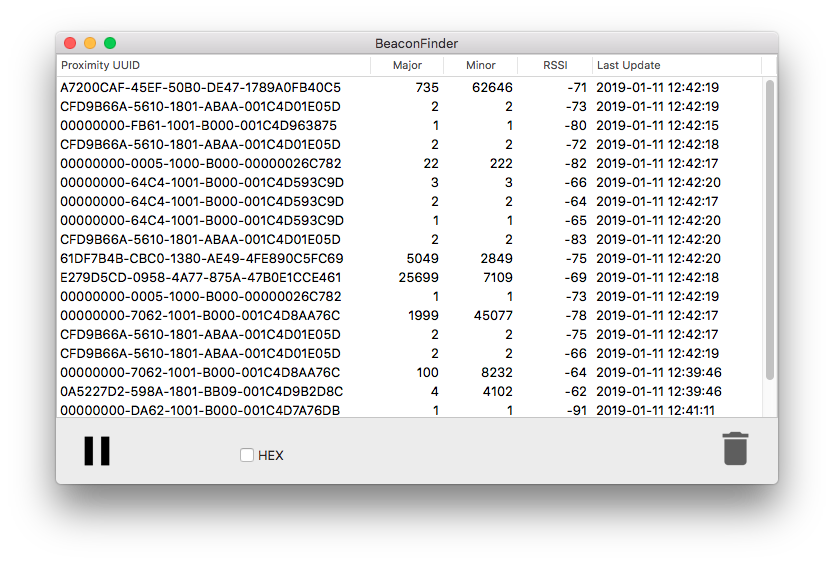 BeaconFinder
Proximity UUID Major Minor RSSI Last Update
A7200CAF-45EF-50B0-DE47-1789A0FB40C5 735 62646 -71 2019-01-11 12:42:19
CFD9B66A-5610-1801-ABAA-001C4D01E05D 2 2 -73 2019-01-11 12:42:19
00000000-FB61-1001-B000-001C4D963875 1 1 -80 2019-01-11 12:42:15
CFD9B66A-5610-1801-ABAA-001C4D01E05D 2 2 -72 2019-01-11 12:42:18
00000000-0005-1000-B000-00000026C782 22 222 -82 2019-01-11 12:42:17
00000000-64C4-1001-B000-001C4D593C9D 3 3 -66 2019-01-11 12:42:20
00000000-64C4-1001-B000-001C4D593C9D 2 2 -64 2019-01-11 12:42:17
00000000-64C4-1001-B000-001C4D593C9D 1 1 -65 2019-01-11 12:42:20
CFD9B66A-5610-1801-ABAA-001C4D01E05D 2 2 -83 2019-01-11 12:42:20
61DF7B4B-CBC0-1380-AE49-4FE890C5FC69 5049 2849 -75 2019-01-11 12:42:20
E279D5CD-0958-4A77-875A-47B0E1CCE461 25699 7109 -69 2019-01-11 12:42:18
00000000-0005-1000-B000-00000026C782 1 1 -73 2019-01-11 12:42:19
00000000-7062-1001-B000-001C4D8AA76C 1999 45077 -78 2019-01-11 12:42:17
CFD9B66A-5610-1801-ABAA-001C4D01E05D 2 2 -75 2019-01-11 12:42:17
CFD9B66A-5610-1801-ABAA-001C4D01E05D 2 2 -66 2019-01-11 12:42:19
00000000-7062-1001-B000-001C4D8AA76C 100 8232 -64 2019-01-11 12:39:46
0A5227D2-598A-1801-BB09-001C4D9B2D8C 4 4102 -62 2019-01-11 12:39:46
00000000-DA62-1001-B000-001C4D7A76DB 1 1 -91 2019-01-11 12:41:11
HEX